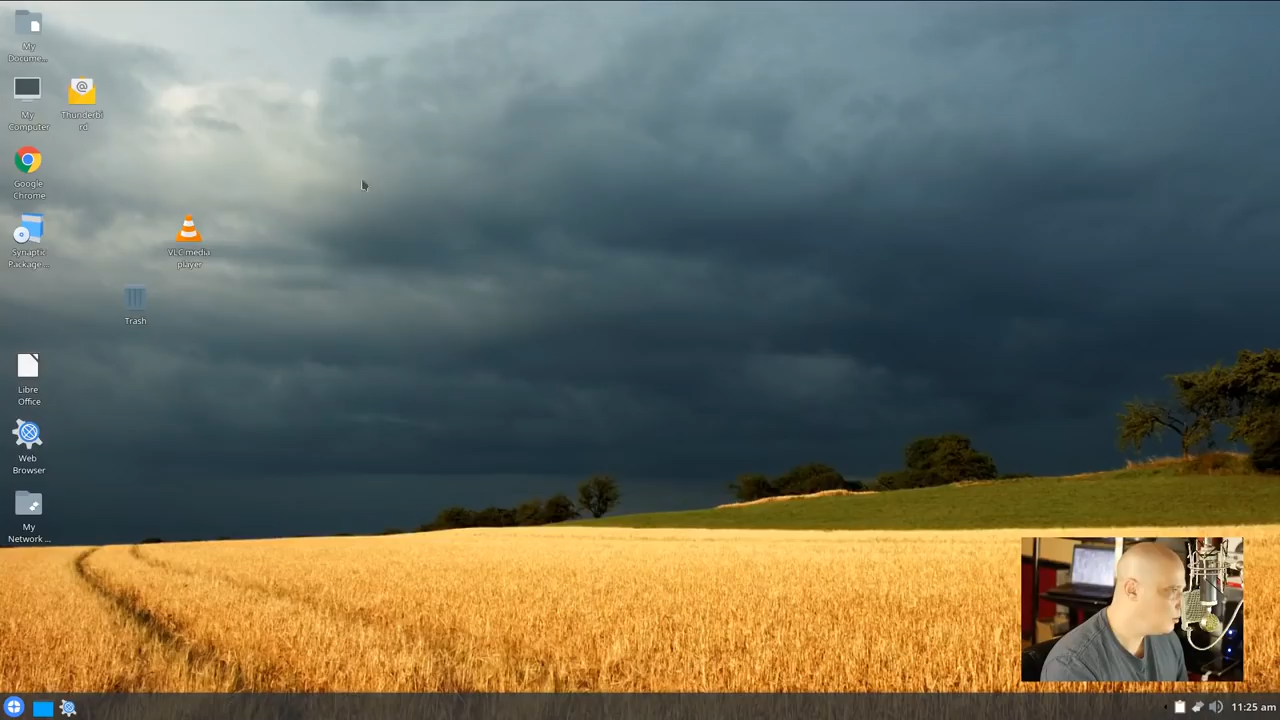 My
Docume...
My
Computer
Thunderbi
rd
Google
Chrome
Synaptic
Package...
VLC media
player
Trash
Libre
Office
Web
Browser
My
Network ...
11:25 am